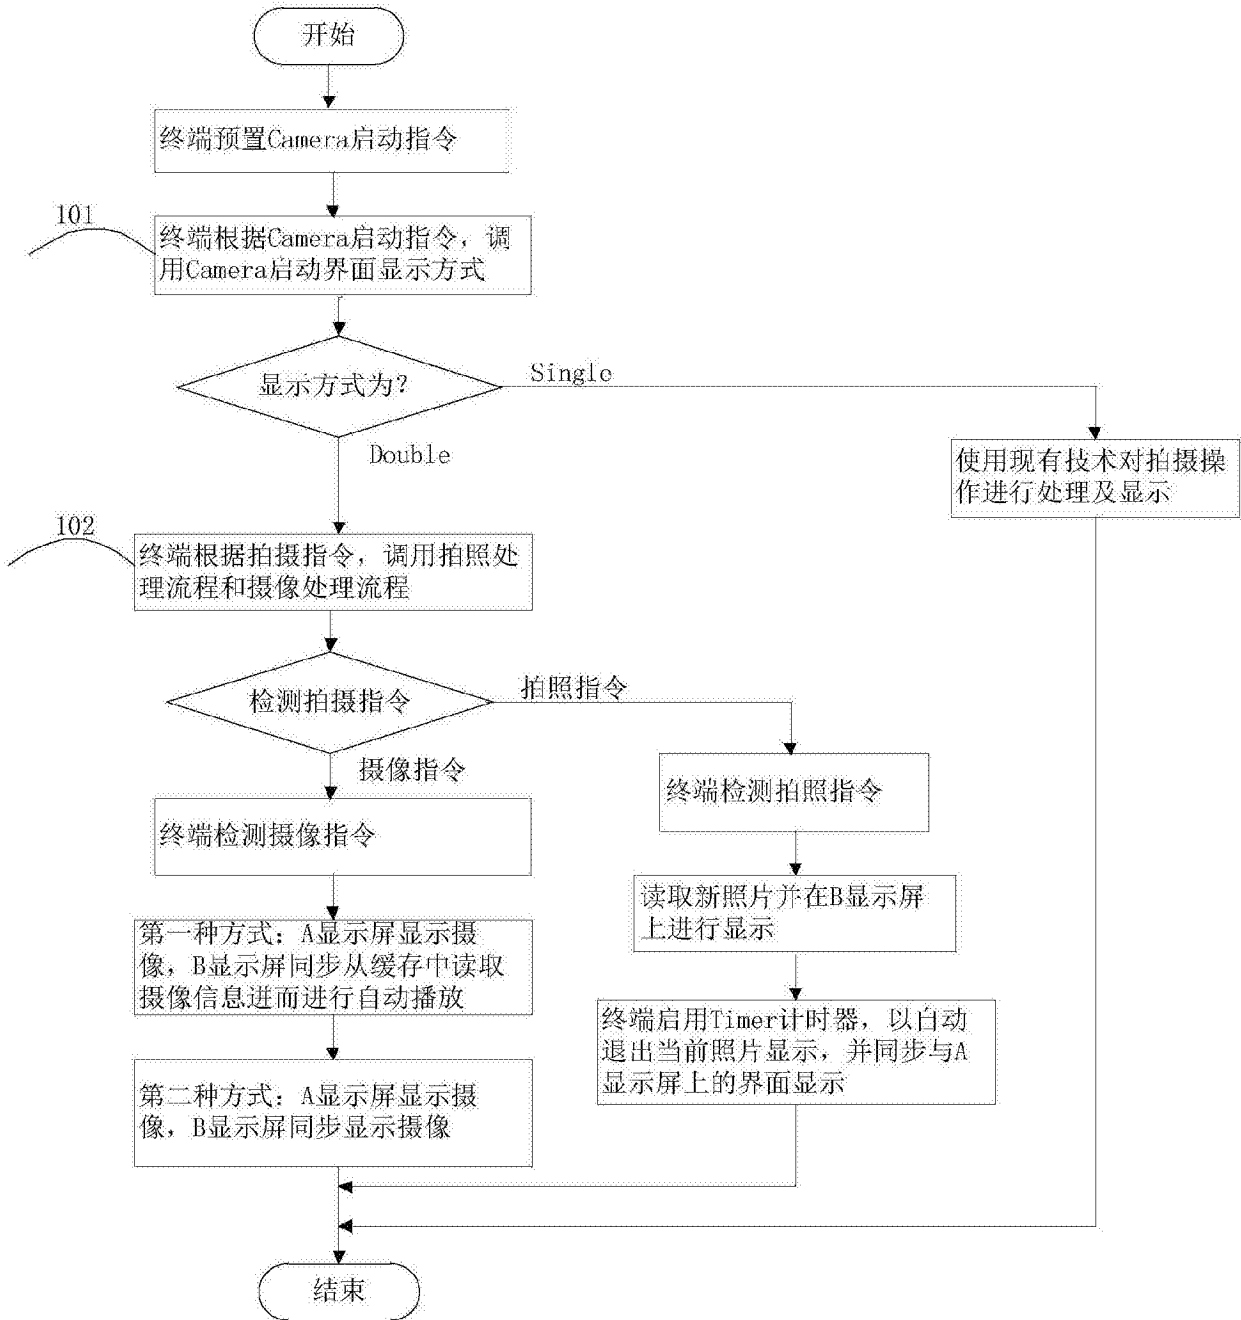 开始
终端预置Camera启动指令
101
终端根据Camera启动指令，调
用Camera启动界面显示方式
显示方式为?
Single
Double
使用现有技术对拍摄操
作进行处理及显示
102
终端根据拍摄指令，调用拍照处
理流程和摄像处理流程
检测拍摄指令
拍照指令
摄像指令
终端检测拍照指令
终端检测摄像指令
读取新照片并在B显示屏
上进行显示
第一种方式：A显示屏显示摄
像，B显示屏同步从缓存中读取
摄像信息进而进行自动播放
终端启用Timer计时器，以自动
退出当前照片显示，并同步与A
显示屏上的界面显示
第二种方式：A显示屏显示摄
像，B显示屏同步显示摄像
结束